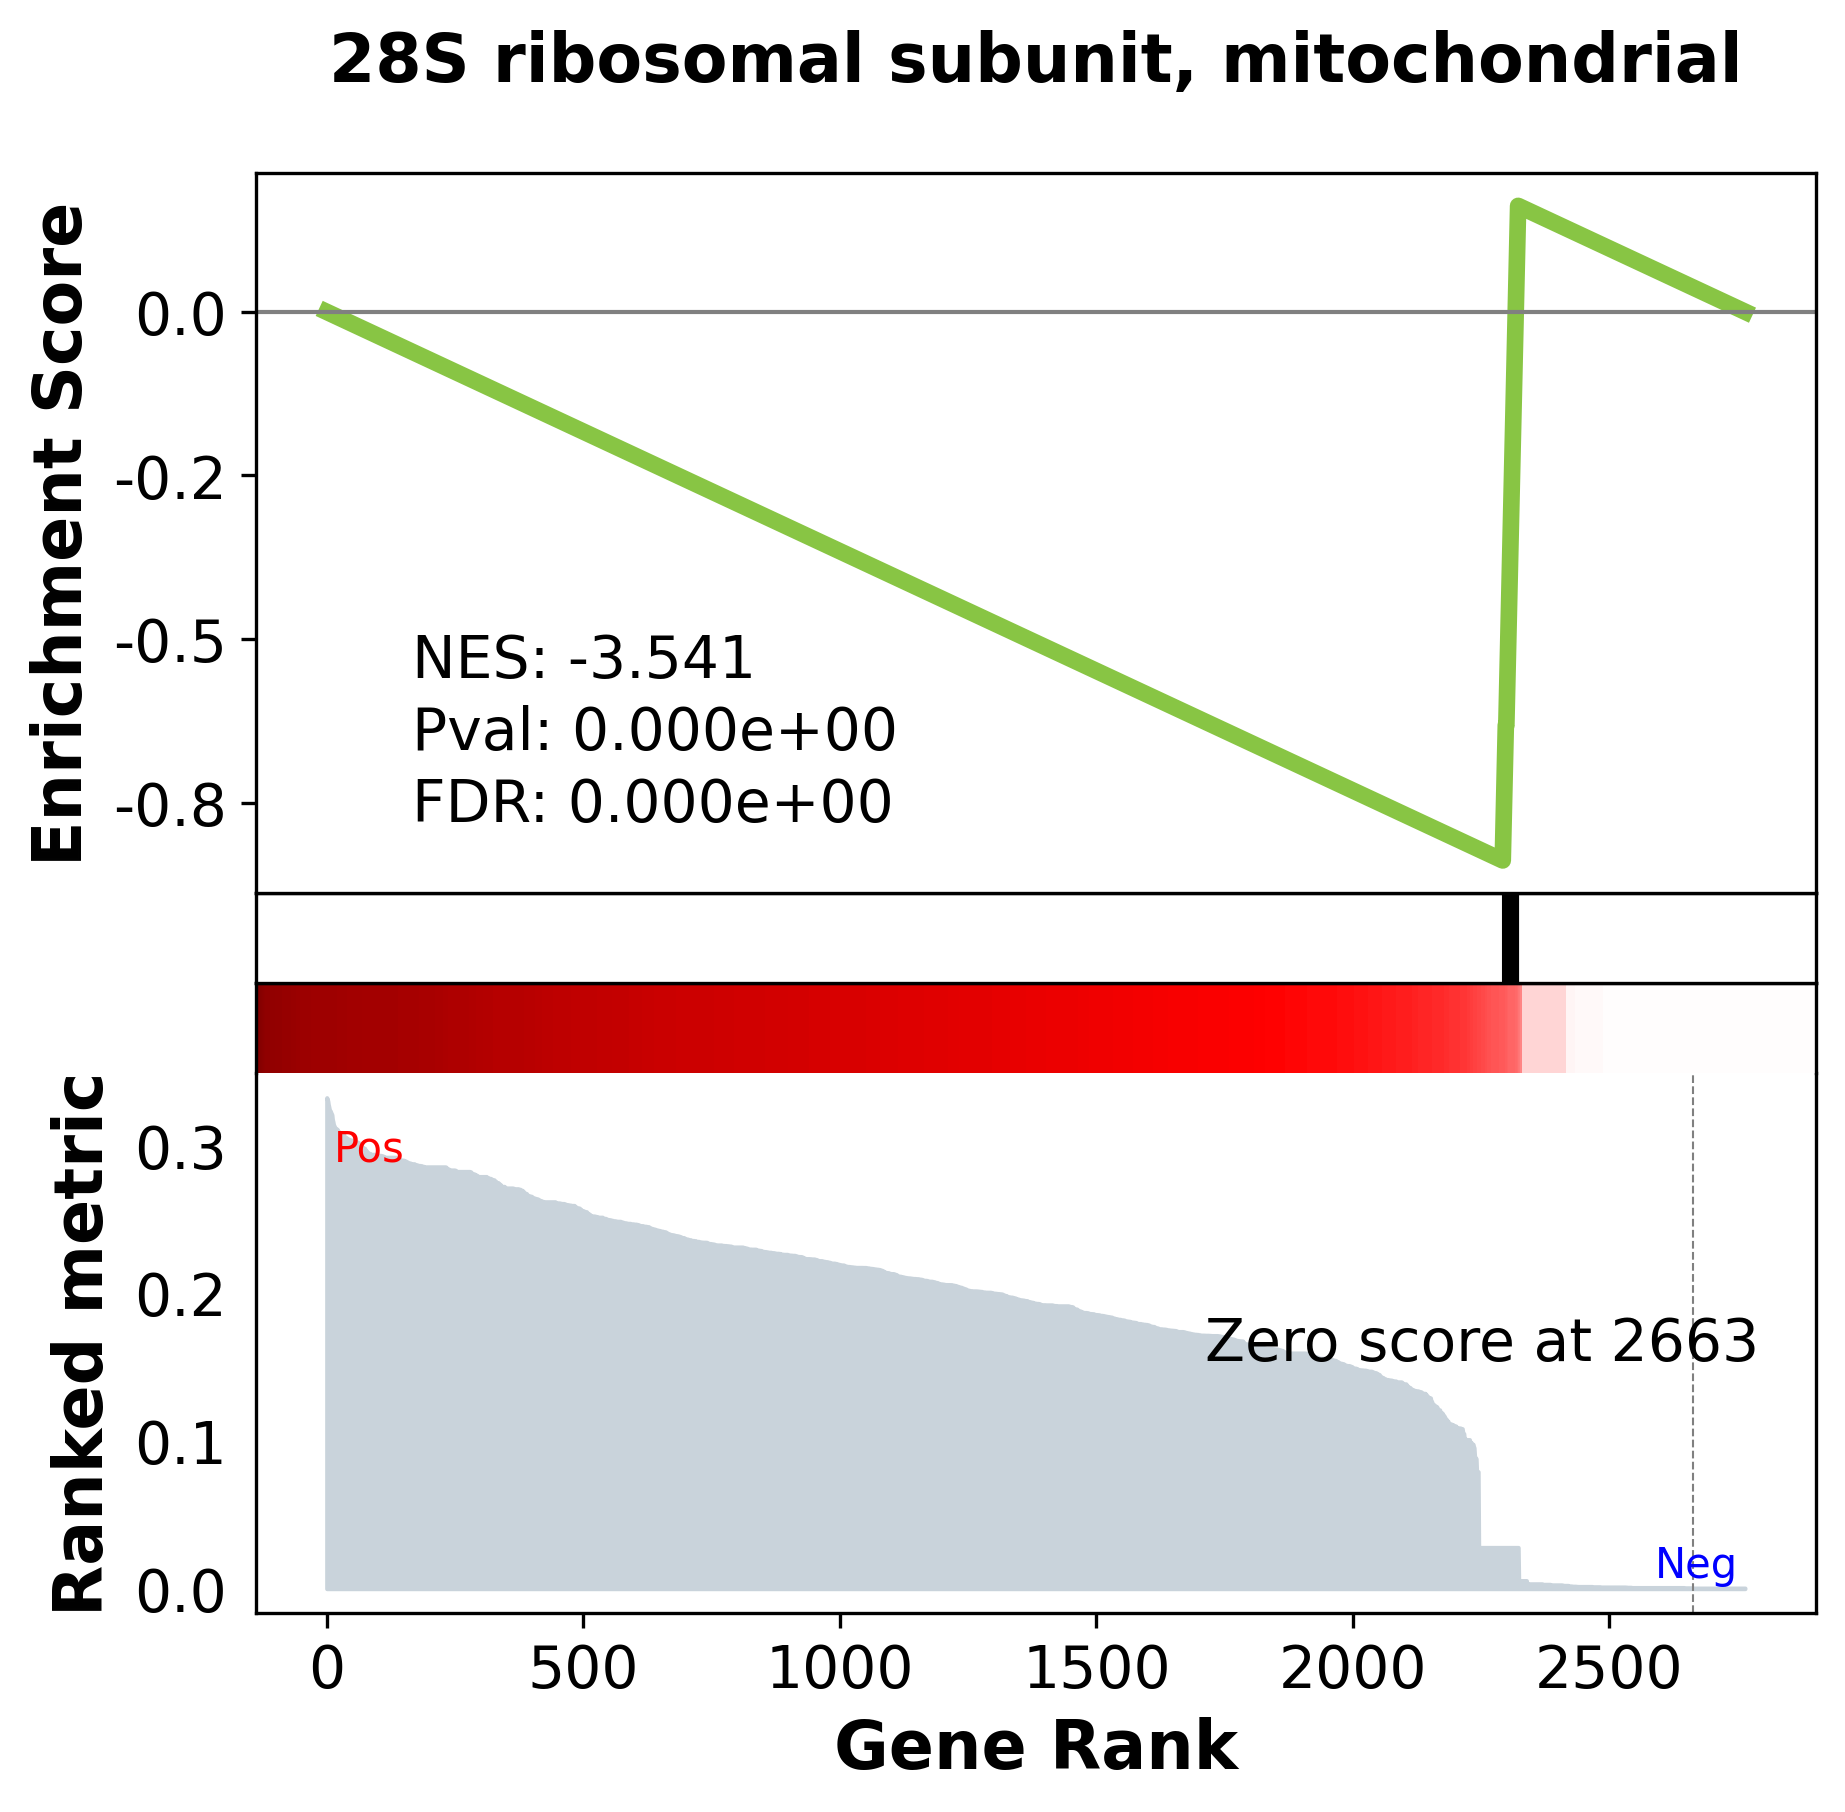 28S ribosomal subunit, mitochondrial
Enrichment Score
0.0
-0.2
-0.5
-0.8
NES: -3.541
Pval: 0.000e+00
FDR: 0.000e+00
Ranked metric
0.3
0.2
0.1
0.0
Pos
Zero score at 2663
Neg
0 500 1000 1500 2000 2500
Gene Rank